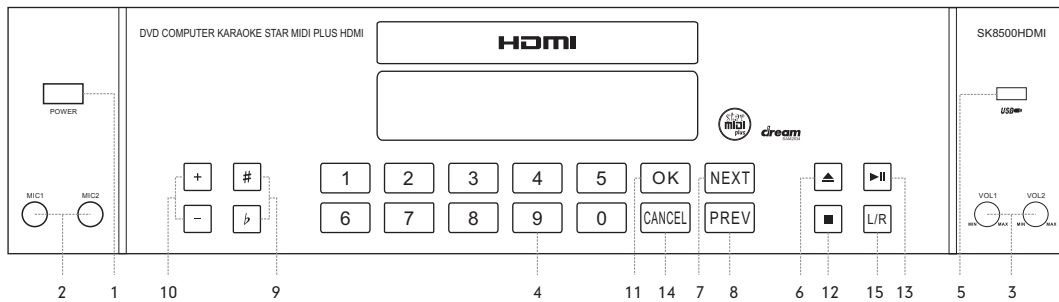 DVD COMPUTER KARAOKE STAR MIDI PLUS HDMI
HDMI
SK8500HDMI
POWER
USB
star
MIDI
plus
dream
MIC1 MIC2
+ #
1 2 3 4 5 OK NEXT
L/R
VOL1 VOL2
MIN MAX MIN MAX
- ♭
6 7 8 9 0 CANCEL PREV
2 1 10 9 4 11 14 7 8 6 12 15 13 5 3